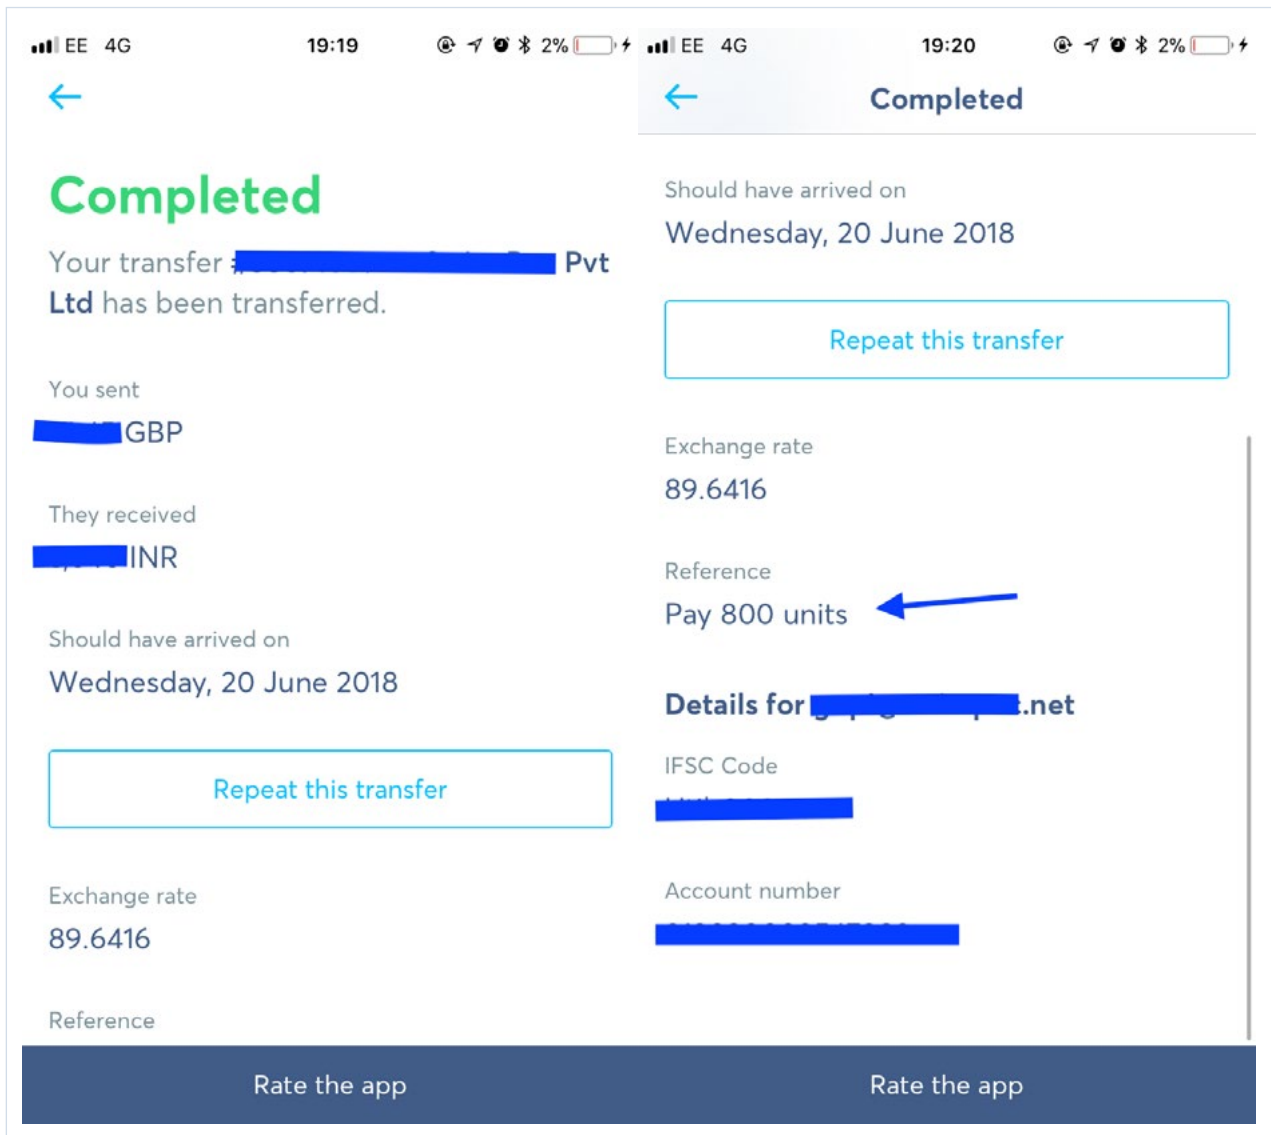 EE 4G 19:19 2%
Completed
Your transfer Pvt
Ltd has been transferred.
You sent
GBP
They received
INR
Should have arrived on
Wednesday, 20 June 2018
Repeat this transfer
Exchange rate
89.6416
Reference
Rate the app
EE 4G 19:20 2%
Completed
Should have arrived on
Wednesday, 20 June 2018
Repeat this transfer
Exchange rate
89.6416
Reference
Pay 800 units
Details for .net
IFSC Code
Account number
Rate the app